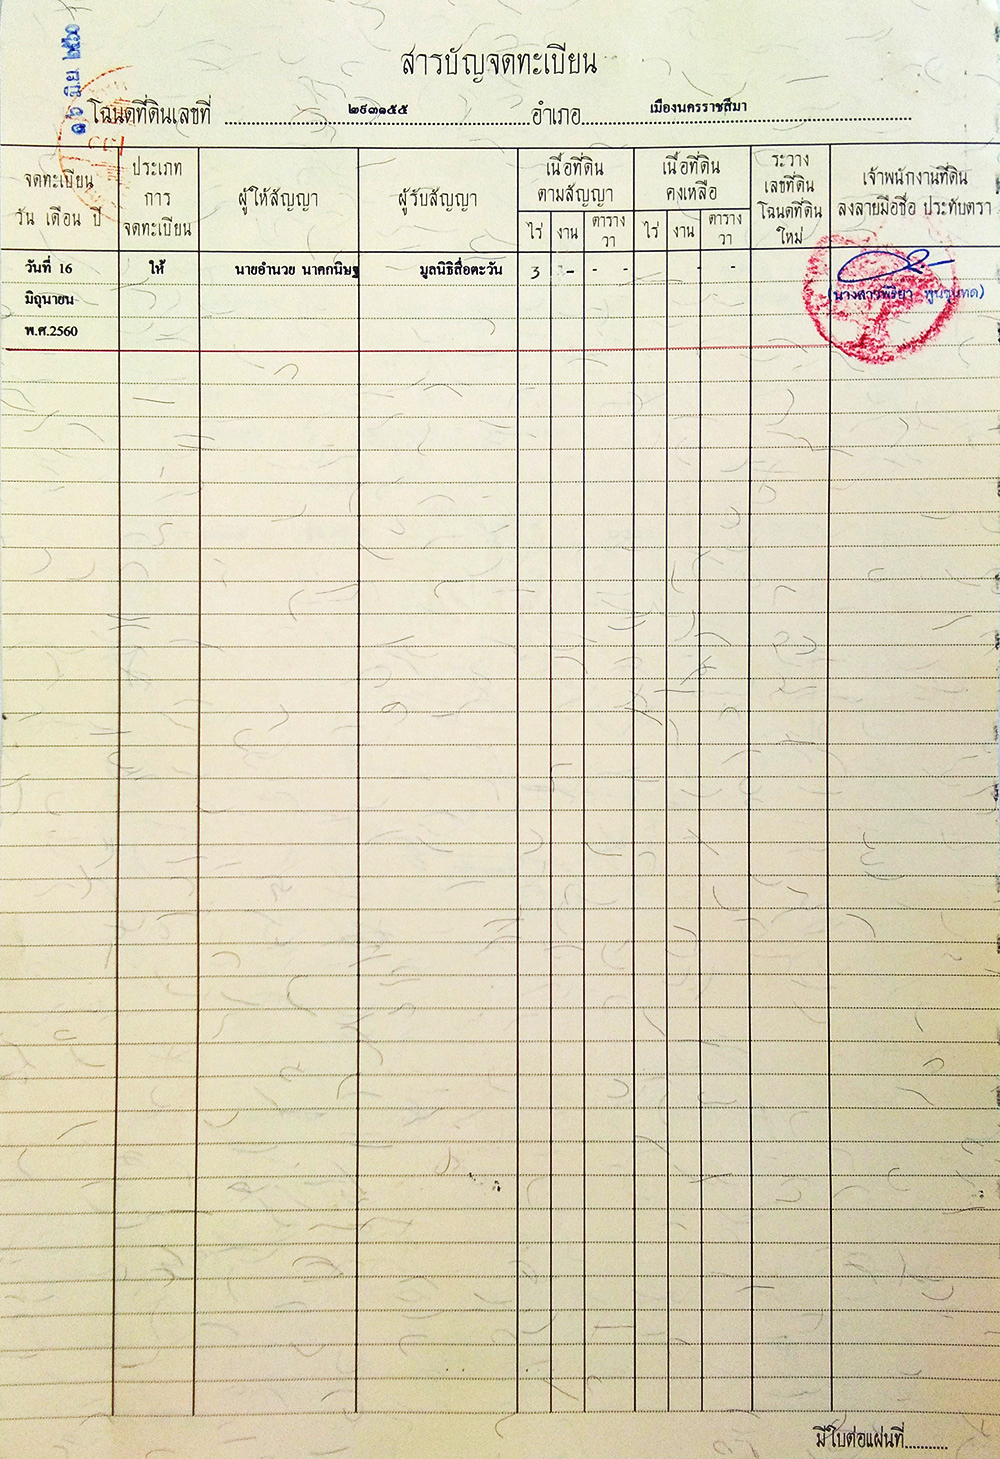 สารบัญจดทะเบียน
โฉนดที่ดินเลขที่ ๒๙๓๑๕๕ อำเภอ เมืองนครราชสีมา
จดทะเบียน วัน เดือน ปี
ประเภท การ จดทะเบียน
ผู้ให้สัญญา
ผู้รับสัญญา
เนื้อที่ดิน ตามสัญญา
ไร่ งาน ตาราง วา
เนื้อที่ดิน คงเหลือ
ไร่ งาน ตาราง วา
ระวาง เลขที่ดิน โฉนดที่ดิน ใหม่
เจ้าพนักงานที่ดิน ลงลายมือชื่อ ประทับตรา
วันที่ 16 ให้ นายอำนวย นาคกนิษฐ มูลนิธิสื่อตะวัน 3 - - - - -
มิถุนายน
พ.ศ.2560
มีใบต่อแผ่นที่